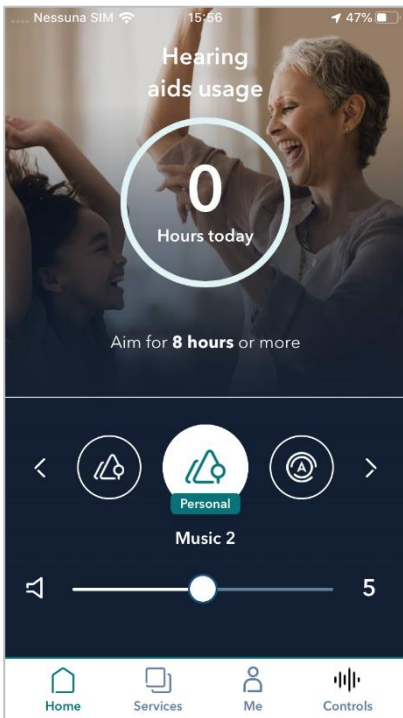 Nessuna SIM 15:56 47%
Hearing
aids usage
0
Hours today
Aim for 8 hours or more
A
Personal
Music 2
5
Home Services Me Controls